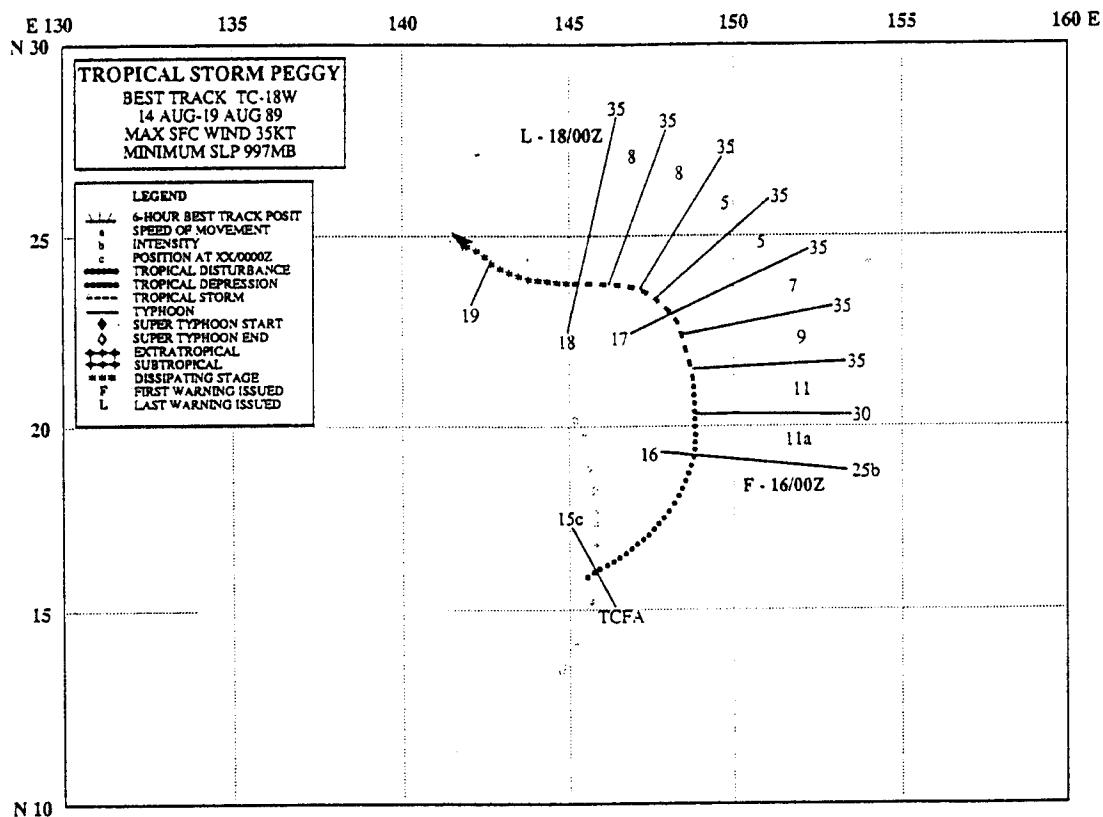 E 130 135 140 145 150 155 160 E
N 30
TROPICAL STORM PEGGY
BEST TRACK TC-18W
14 AUG-19 AUG 89
MAX SFC WIND 35KT
MINIMUM SLP 997MB
LEGEND
6-HOUR BEST TRACK POSIT
a SPEED OF MOVEMENT
b INTENSITY
c POSITION AT XX/0000Z
TROPICAL DISTURBANCE
TROPICAL DEPRESSION
TROPICAL STORM
TYPHOON
SUPER TYPHOON START
SUPER TYPHOON END
EXTRATROPICAL
SUBTROPICAL
DISSIPATING STAGE
F FIRST WARNING ISSUED
L LAST WARNING ISSUED
L - 18/00Z
35
35
35
35
35
35
35
30
25b
8
8
5
5
7
9
11
11a
F - 16/00Z
25
20
15
N 10
19
18
17
16
15c
TCFA